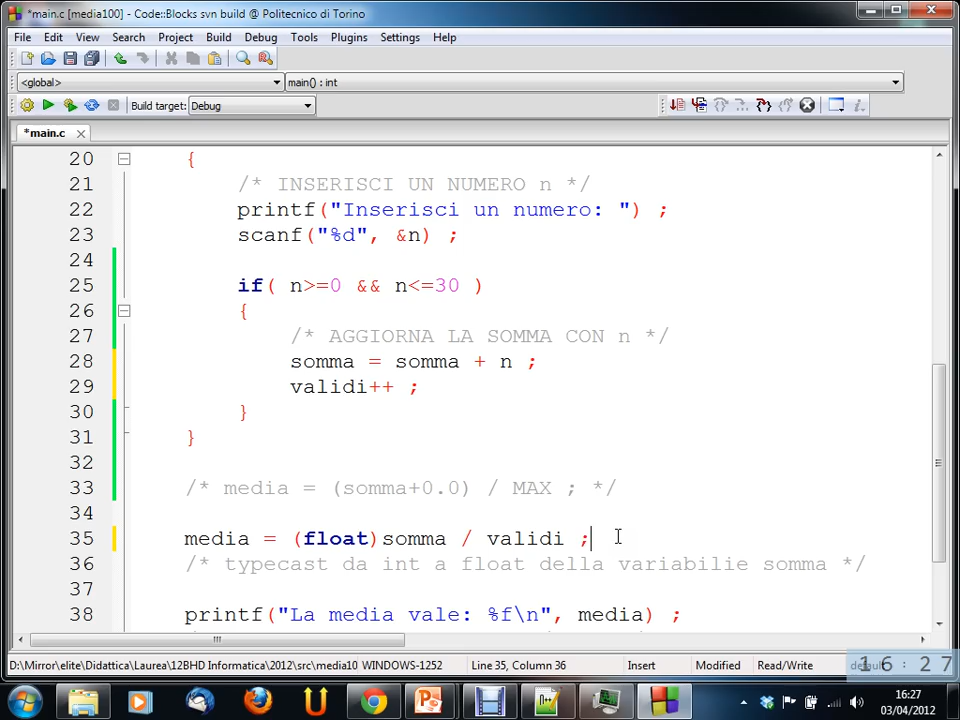 *main.c [media100] - Code::Blocks svn build @ Politecnico di Torino
File Edit View Search Project Build Debug Tools Plugins Settings Help
<global> main() : int
Build target: Debug
*main.c
20 {
21 /* INSERISCI UN NUMERO n */
22 printf("Inserisci un numero: ") ;
23 scanf("%d", &n) ;
24
25 if( n>=0 && n<=30 )
26 {
27 /* AGGIORNA LA SOMMA CON n */
28 somma = somma + n ;
29 validi++ ;
30 }
31 }
32
33 /* media = (somma+0.0) / MAX ; */
34
35 media = (float)somma / validi ;
36 /* typecast da int a float della variabilie somma */
37
38 printf("La media vale: %f\n", media) ;
D:\Mirror\elite\Didattica\Laurea\12BHD Informatica\2012\src\media10 WINDOWS-1252 Line 35, Column 36 Insert Modified Read/Write default
16:27
16:27
03/04/2012